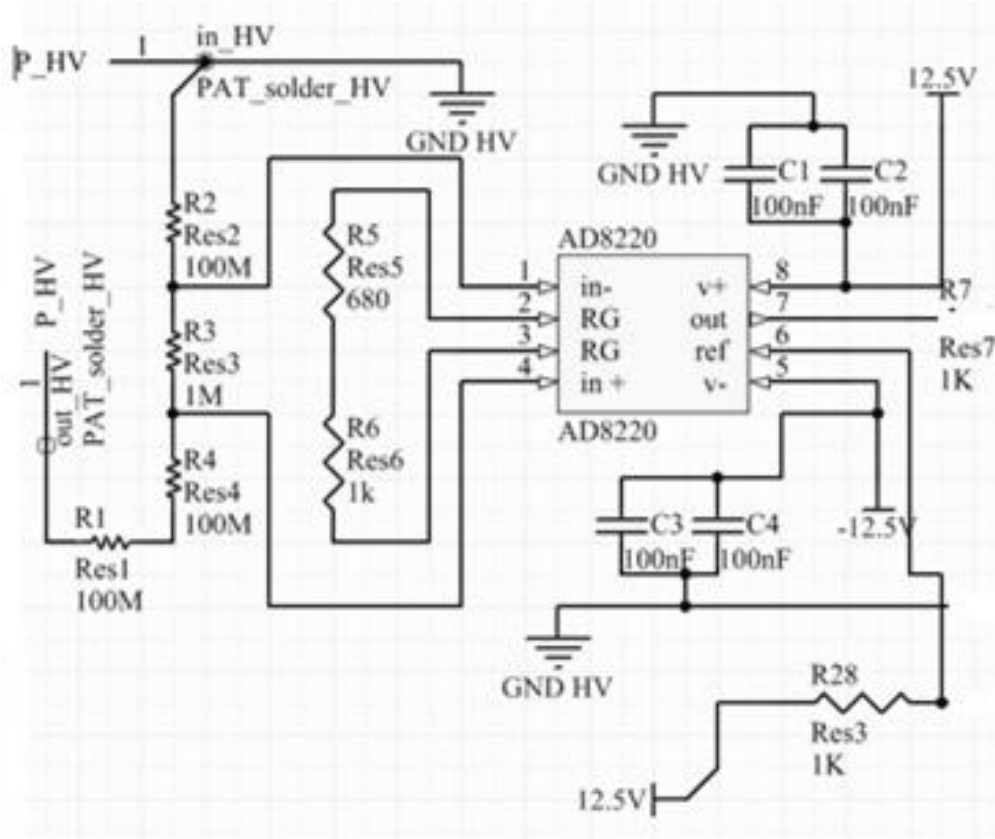 P_HV
1
in_HV
PAT_solder_HV
GND HV
12.5V
GND HV
C1
100nF
C2
100nF
R2
Res2
100M
R3
Res3
1M
R4
Res4
100M
R1
Res1
100M
1
out_HV
P_HV
PAT_solder_HV
R5
Res5
680
R6
Res6
1k
AD8220
1
in-
2
RG
3
RG
4
in +
8
v+
7
out
6
ref
5
v-
AD8220
R7
Res7
1K
C3
100nF
C4
100nF
-12.5V
GND HV
R28
Res3
1K
12.5V